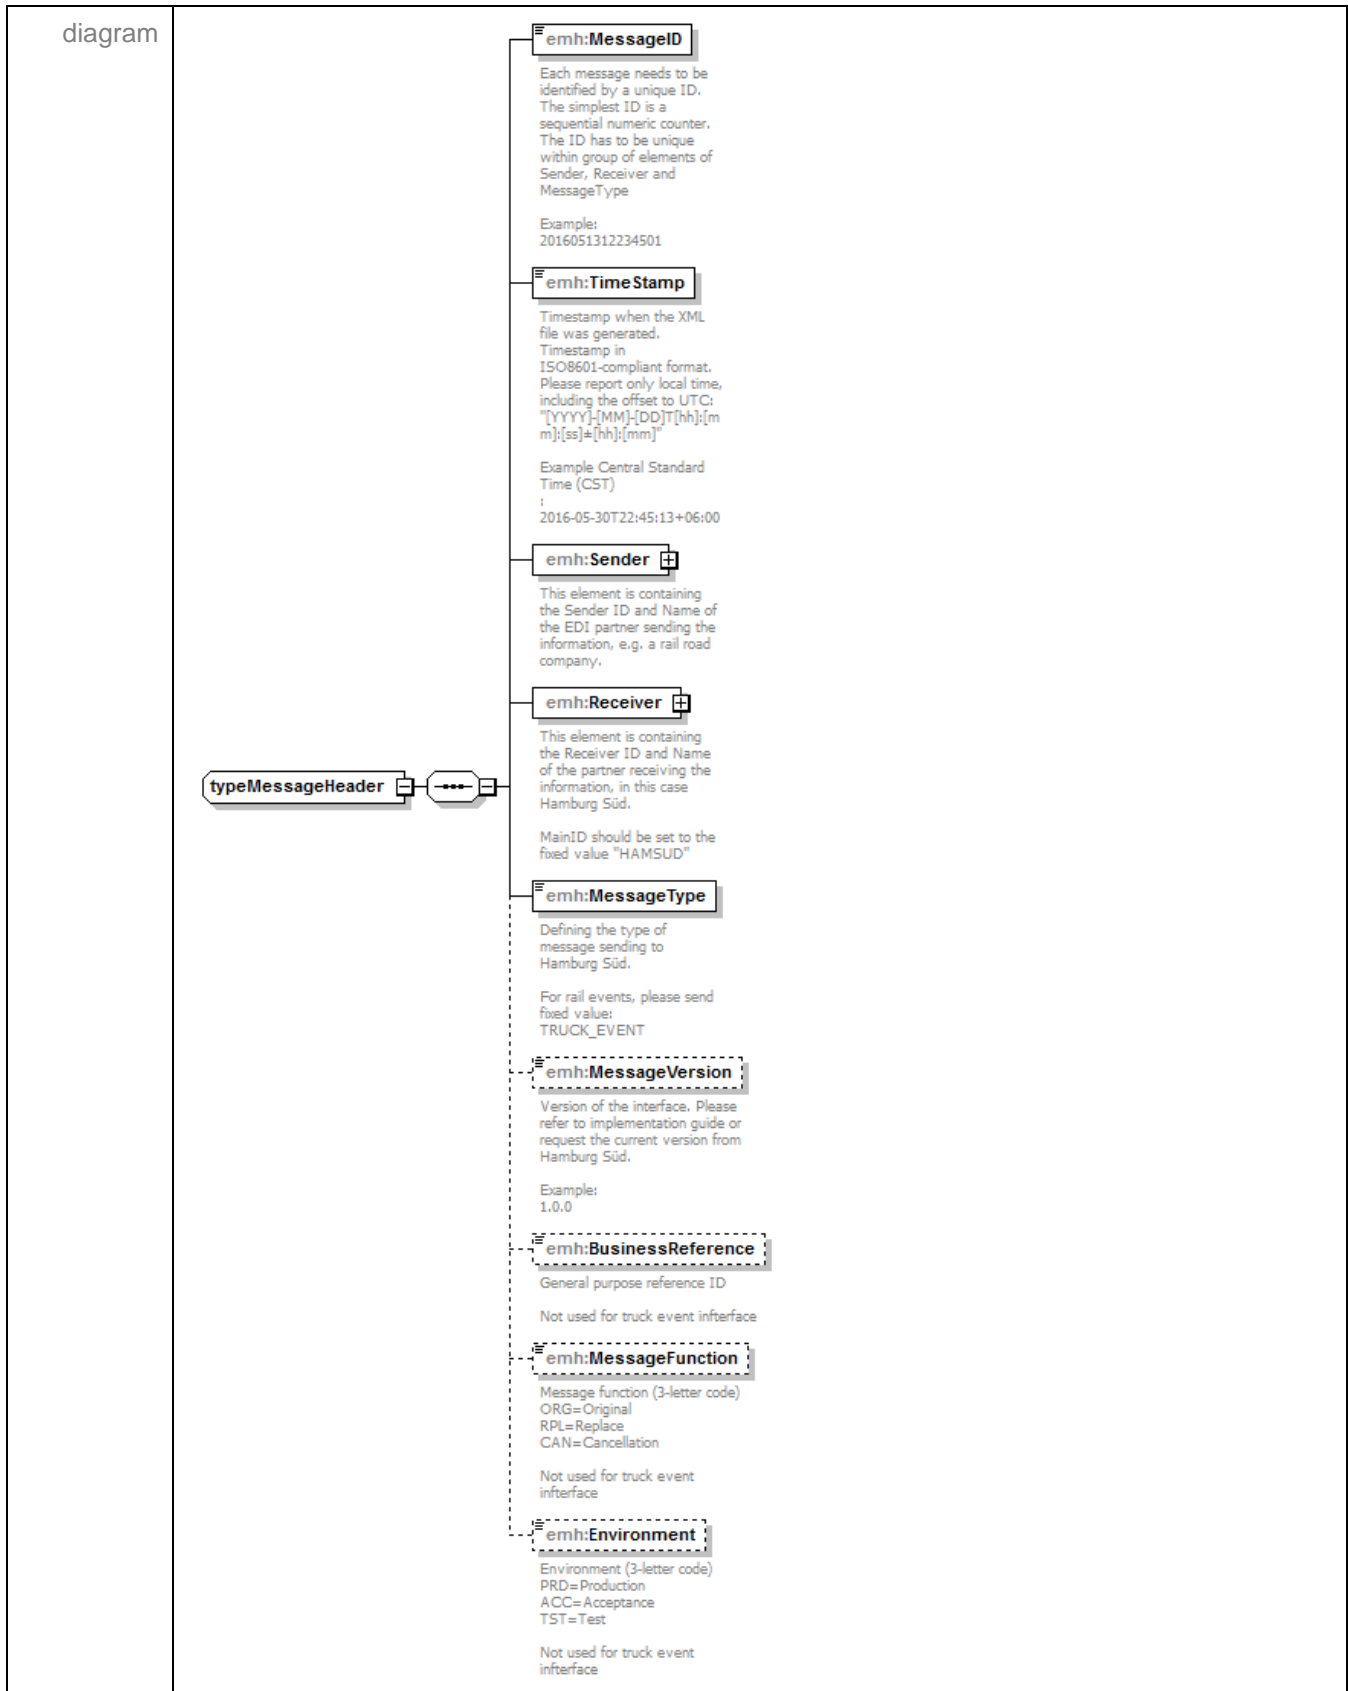 diagram
emh:MessageID
Each message needs to be
identified by a unique ID.
The simplest ID is a
sequential numeric counter.
The ID has to be unique
within group of elements of
Sender, Receiver and
MessageType
Example:
2016051312234501
emh:TimeStamp
Timestamp when the XML
file was generated.
Timestamp in
ISO8601-compliant format.
Please report only local time,
including the offset to UTC:
"[YYYY]-[MM]-[DD]T[hh]:[m
m]:[ss]±[hh]:[mm]"
Example Central Standard
Time (CST)
:
2016-05-30T22:45:13+06:00
emh:Sender
This element is containing
the Sender ID and Name of
the EDI partner sending the
information, e.g. a rail road
company.
emh:Receiver
This element is containing
the Receiver ID and Name
of the partner receiving the
information, in this case
Hamburg Süd.
MainID should be set to the
fixed value "HAMSUD"
typeMessageHeader
emh:MessageType
Defining the type of
message sending to
Hamburg Süd.
For rail events, please send
fixed value:
TRUCK_EVENT
emh:MessageVersion
Version of the interface. Please
refer to implementation guide or
request the current version from
Hamburg Süd.
Example:
1.0.0
emh:BusinessReference
General purpose reference ID
Not used for truck event infterface
emh:MessageFunction
Message function (3-letter code)
ORG=Original
RPL=Replace
CAN=Cancellation
Not used for truck event
infterface
emh:Environment
Environment (3-letter code)
PRD=Production
ACC=Acceptance
TST=Test
Not used for truck event
infterface